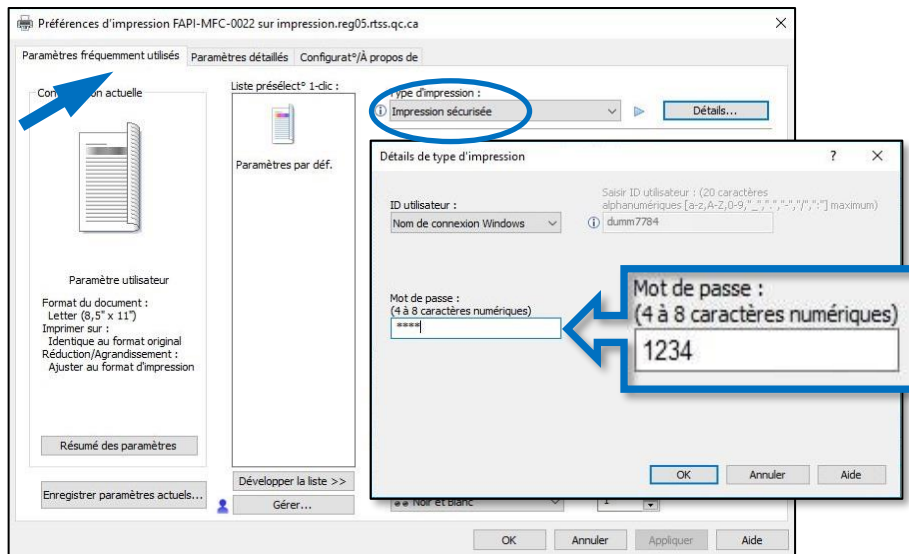 Préférences d'impression FAPI-MFC-0022 sur impression.reg05.rtss.qc.ca
Paramètres fréquemment utilisés
Paramètres détaillés
Configurat°/À propos de
actuelle
Liste présélect° 1-clic :
Paramètres par déf.
Type d'impression :
Impression sécurisée
Détails...
Paramètre utilisateur
Format du document :
Letter (8,5" x 11")
Imprimer sur :
Identique au format original
Réduction/Agrandissement :
Ajuster au format d'impression
Résumé des paramètres
Enregistrer paramètres actuels...
Développer la liste >>
Gérer...
Détails de type d'impression
?
ID utilisateur :
Nom de connexion Windows
Saisir ID utilisateur : (20 caractères
alphanumériques [a-z,A-Z,0-9,"_",".","-","/",":"] maximum)
dumm7784
Mot de passe :
(4 à 8 caractères numériques)
****
Mot de passe :
(4 à 8 caractères numériques)
1234
OK
Annuler
Aide
Noir et Blanc
1
OK
Annuler
Appliquer
Aide